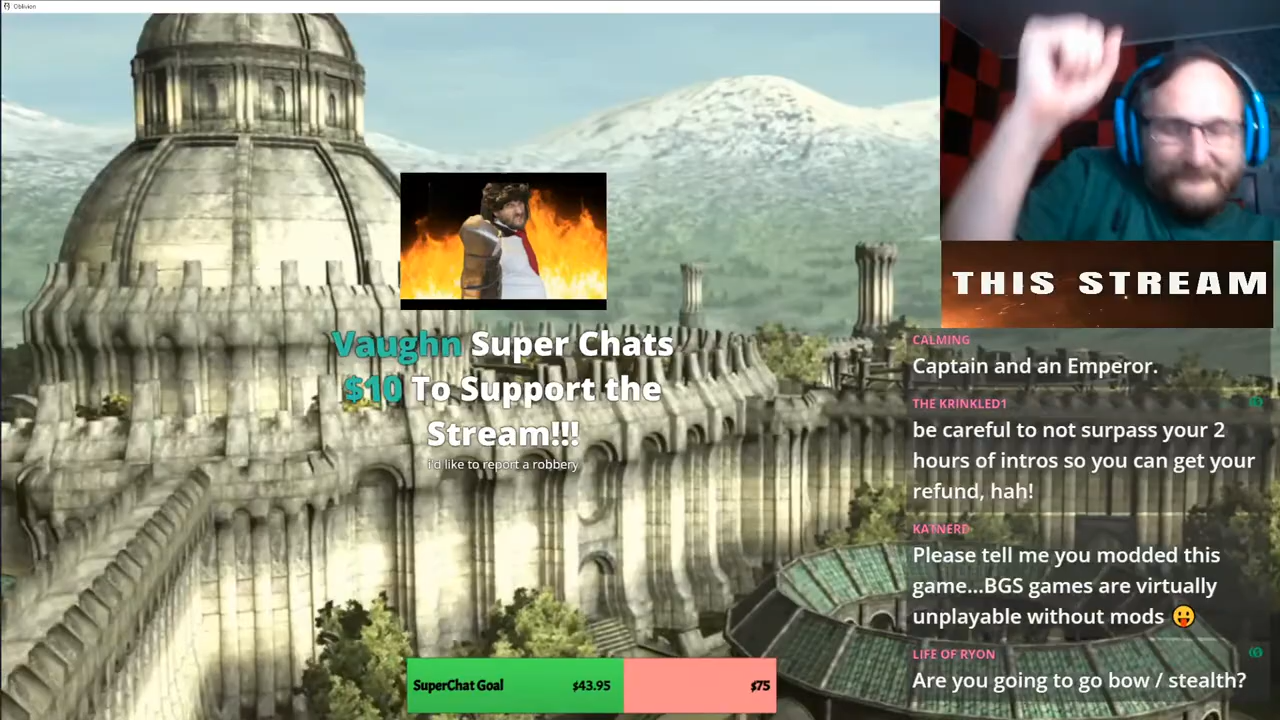 Oblivion
THIS STREAM
Vaughn Super Chats
$10 To Support the
Stream!!!
i'd like to report a robbery
CALMING
Captain and an Emperor.
THE KRINKLED1
be careful to not surpass your 2
hours of intros so you can get your
refund, hah!
KATNERD
Please tell me you modded this
game...BGS games are virtually
unplayable without mods 😛
LIFE OF RYON
Are you going to go bow / stealth?
SuperChat Goal $43.95 $75